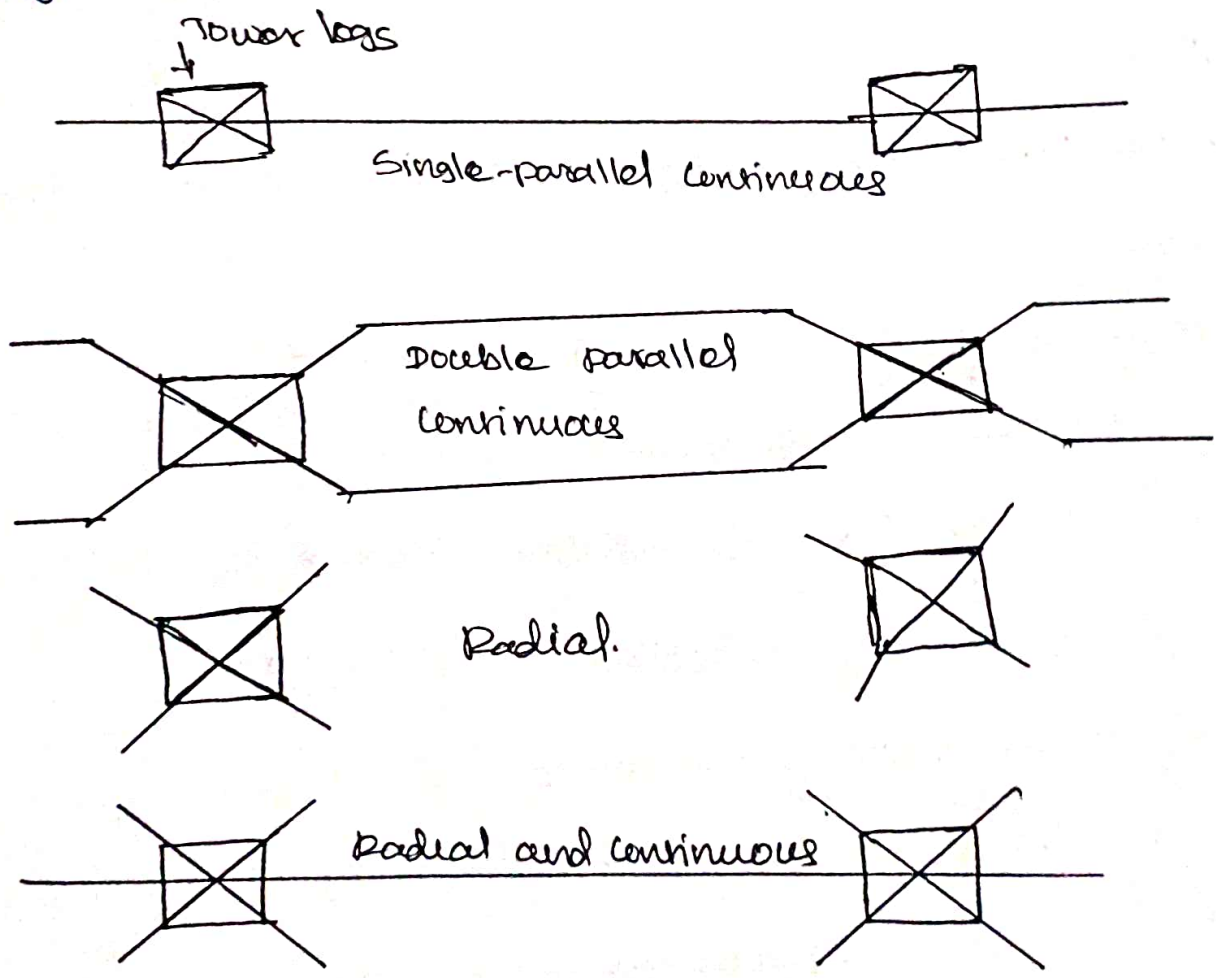 Tower legs
Single-parallel continuous
Double parallel
continuous
Radial.
Radial and continuous